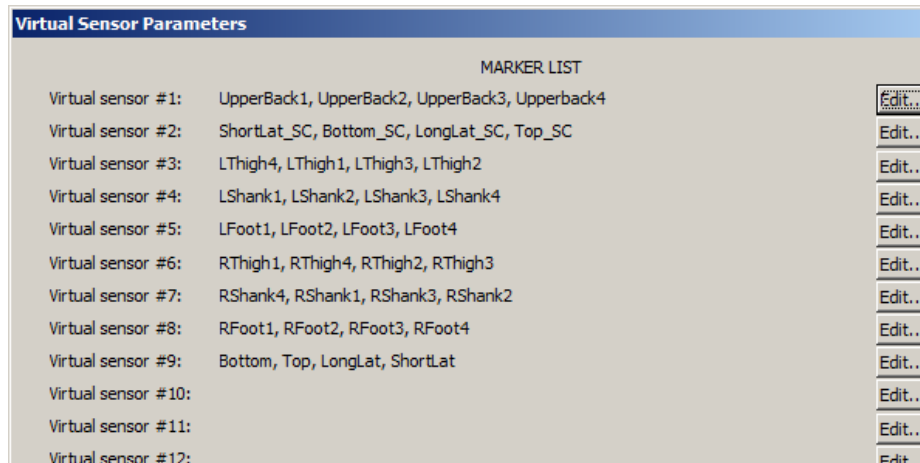 Virtual Sensor Parameters
MARKER LIST
Virtual sensor #1: UpperBack1, UpperBack2, UpperBack3, Upperback4 Edit...
Virtual sensor #2: ShortLat_SC, Bottom_SC, LongLat_SC, Top_SC Edit..
Virtual sensor #3: LThigh4, LThigh1, LThigh3, LThigh2 Edit..
Virtual sensor #4: LShank1, LShank2, LShank3, LShank4 Edit..
Virtual sensor #5: LFoot1, LFoot2, LFoot3, LFoot4 Edit..
Virtual sensor #6: RThigh1, RThigh4, RThigh2, RThigh3 Edit..
Virtual sensor #7: RShank4, RShank1, RShank3, RShank2 Edit..
Virtual sensor #8: RFoot1, RFoot2, RFoot3, RFoot4 Edit..
Virtual sensor #9: Bottom, Top, LongLat, ShortLat Edit..
Virtual sensor #10: Edit..
Virtual sensor #11: Edit..
Virtual sensor #12: Edit..